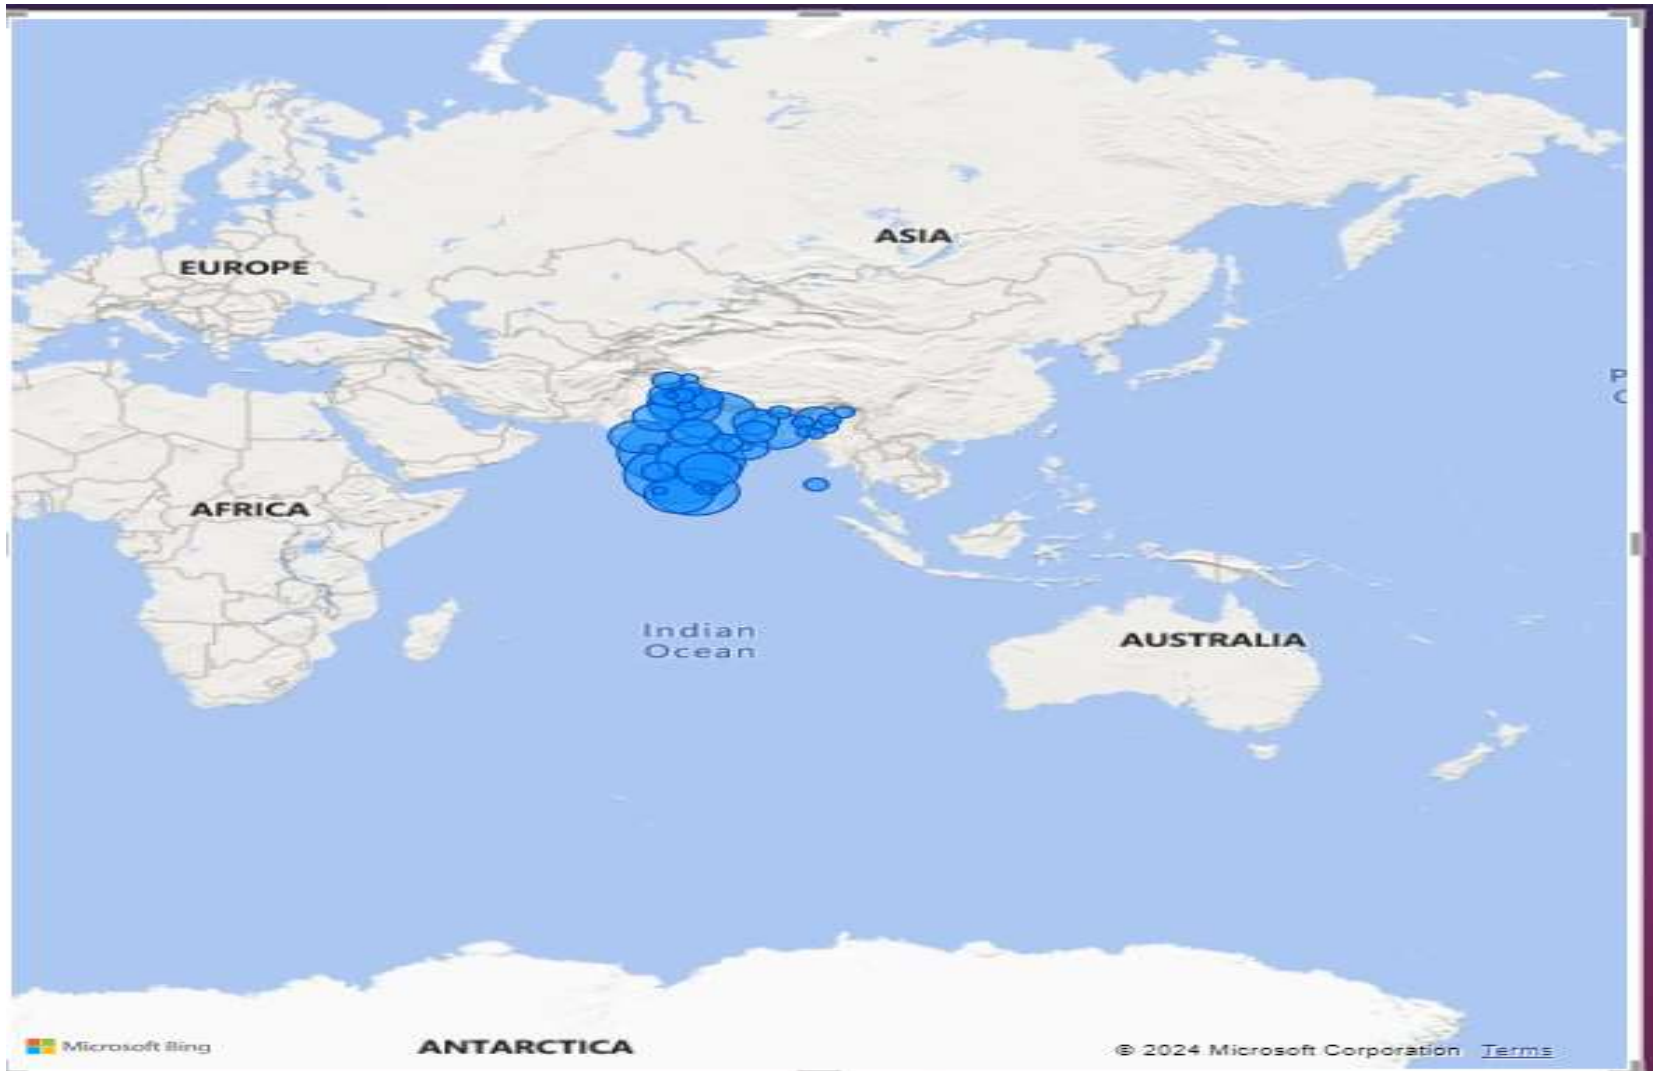 ASIA
EUROPE
P
AFRICA
Indian
Ocean
AUSTRALIA
Microsoft Bing
ANTARCTICA
© 2024 Microsoft Corporation Terms